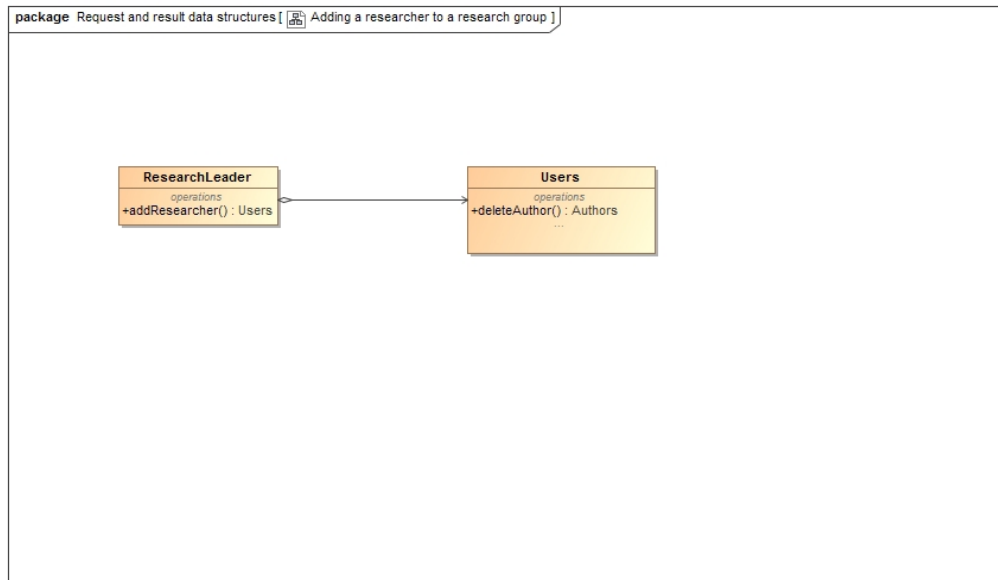 package Request and result data structures [ Adding a researcher to a research group ]
ResearchLeader
operations
+addResearcher() : Users
Users
operations
+deleteAuthor() : Authors
...